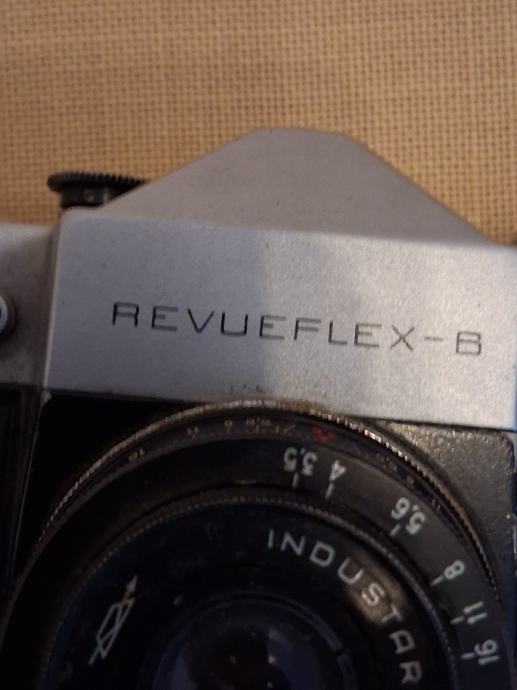 REVUEFLEX-B
3,5 4 5,6 8 11 16
INDUSTAR